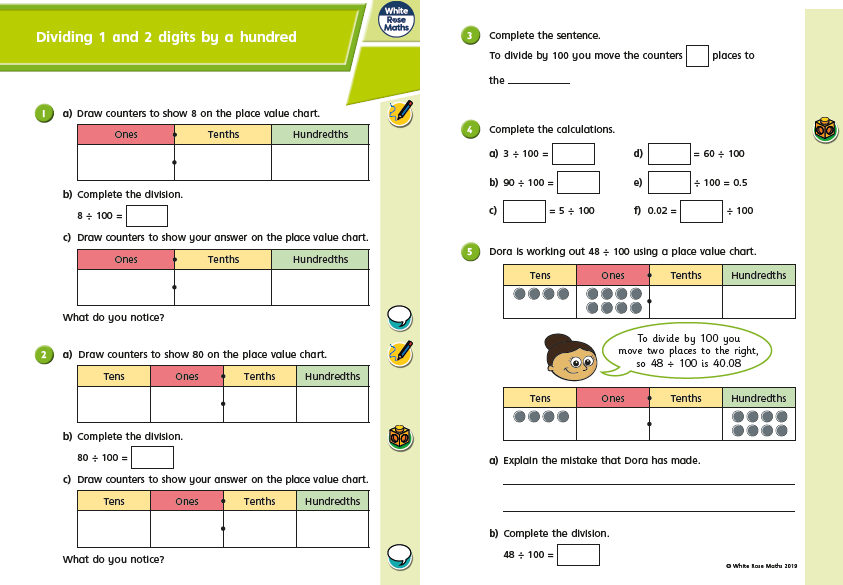 Dividing 1 and 2 digits by a hundred
White
Rose
Maths
1 a) Draw counters to show 8 on the place value chart.
Ones Tenths Hundredths
b) Complete the division.
8 ÷ 100 =
c) Draw counters to show your answer on the place value chart.
Ones Tenths Hundredths
What do you notice?
2 a) Draw counters to show 80 on the place value chart.
Tens Ones Tenths Hundredths
b) Complete the division.
80 ÷ 100 =
c) Draw counters to show your answer on the place value chart.
Tens Ones Tenths Hundredths
What do you notice?
3 Complete the sentence.
To divide by 100 you move the counters places to
the
4 Complete the calculations.
a) 3 ÷ 100 = d) = 60 ÷ 100
b) 90 ÷ 100 = e) ÷ 100 = 0.5
c) = 5 ÷ 100 f) 0.02 = ÷ 100
5 Dora is working out 48 ÷ 100 using a place value chart.
Tens Ones Tenths Hundredths
To divide by 100 you
move two places to the right,
so 48 ÷ 100 is 40.08
Tens Ones Tenths Hundredths
a) Explain the mistake that Dora has made.
b) Complete the division.
48 ÷ 100 =
© White Rose Maths 2019